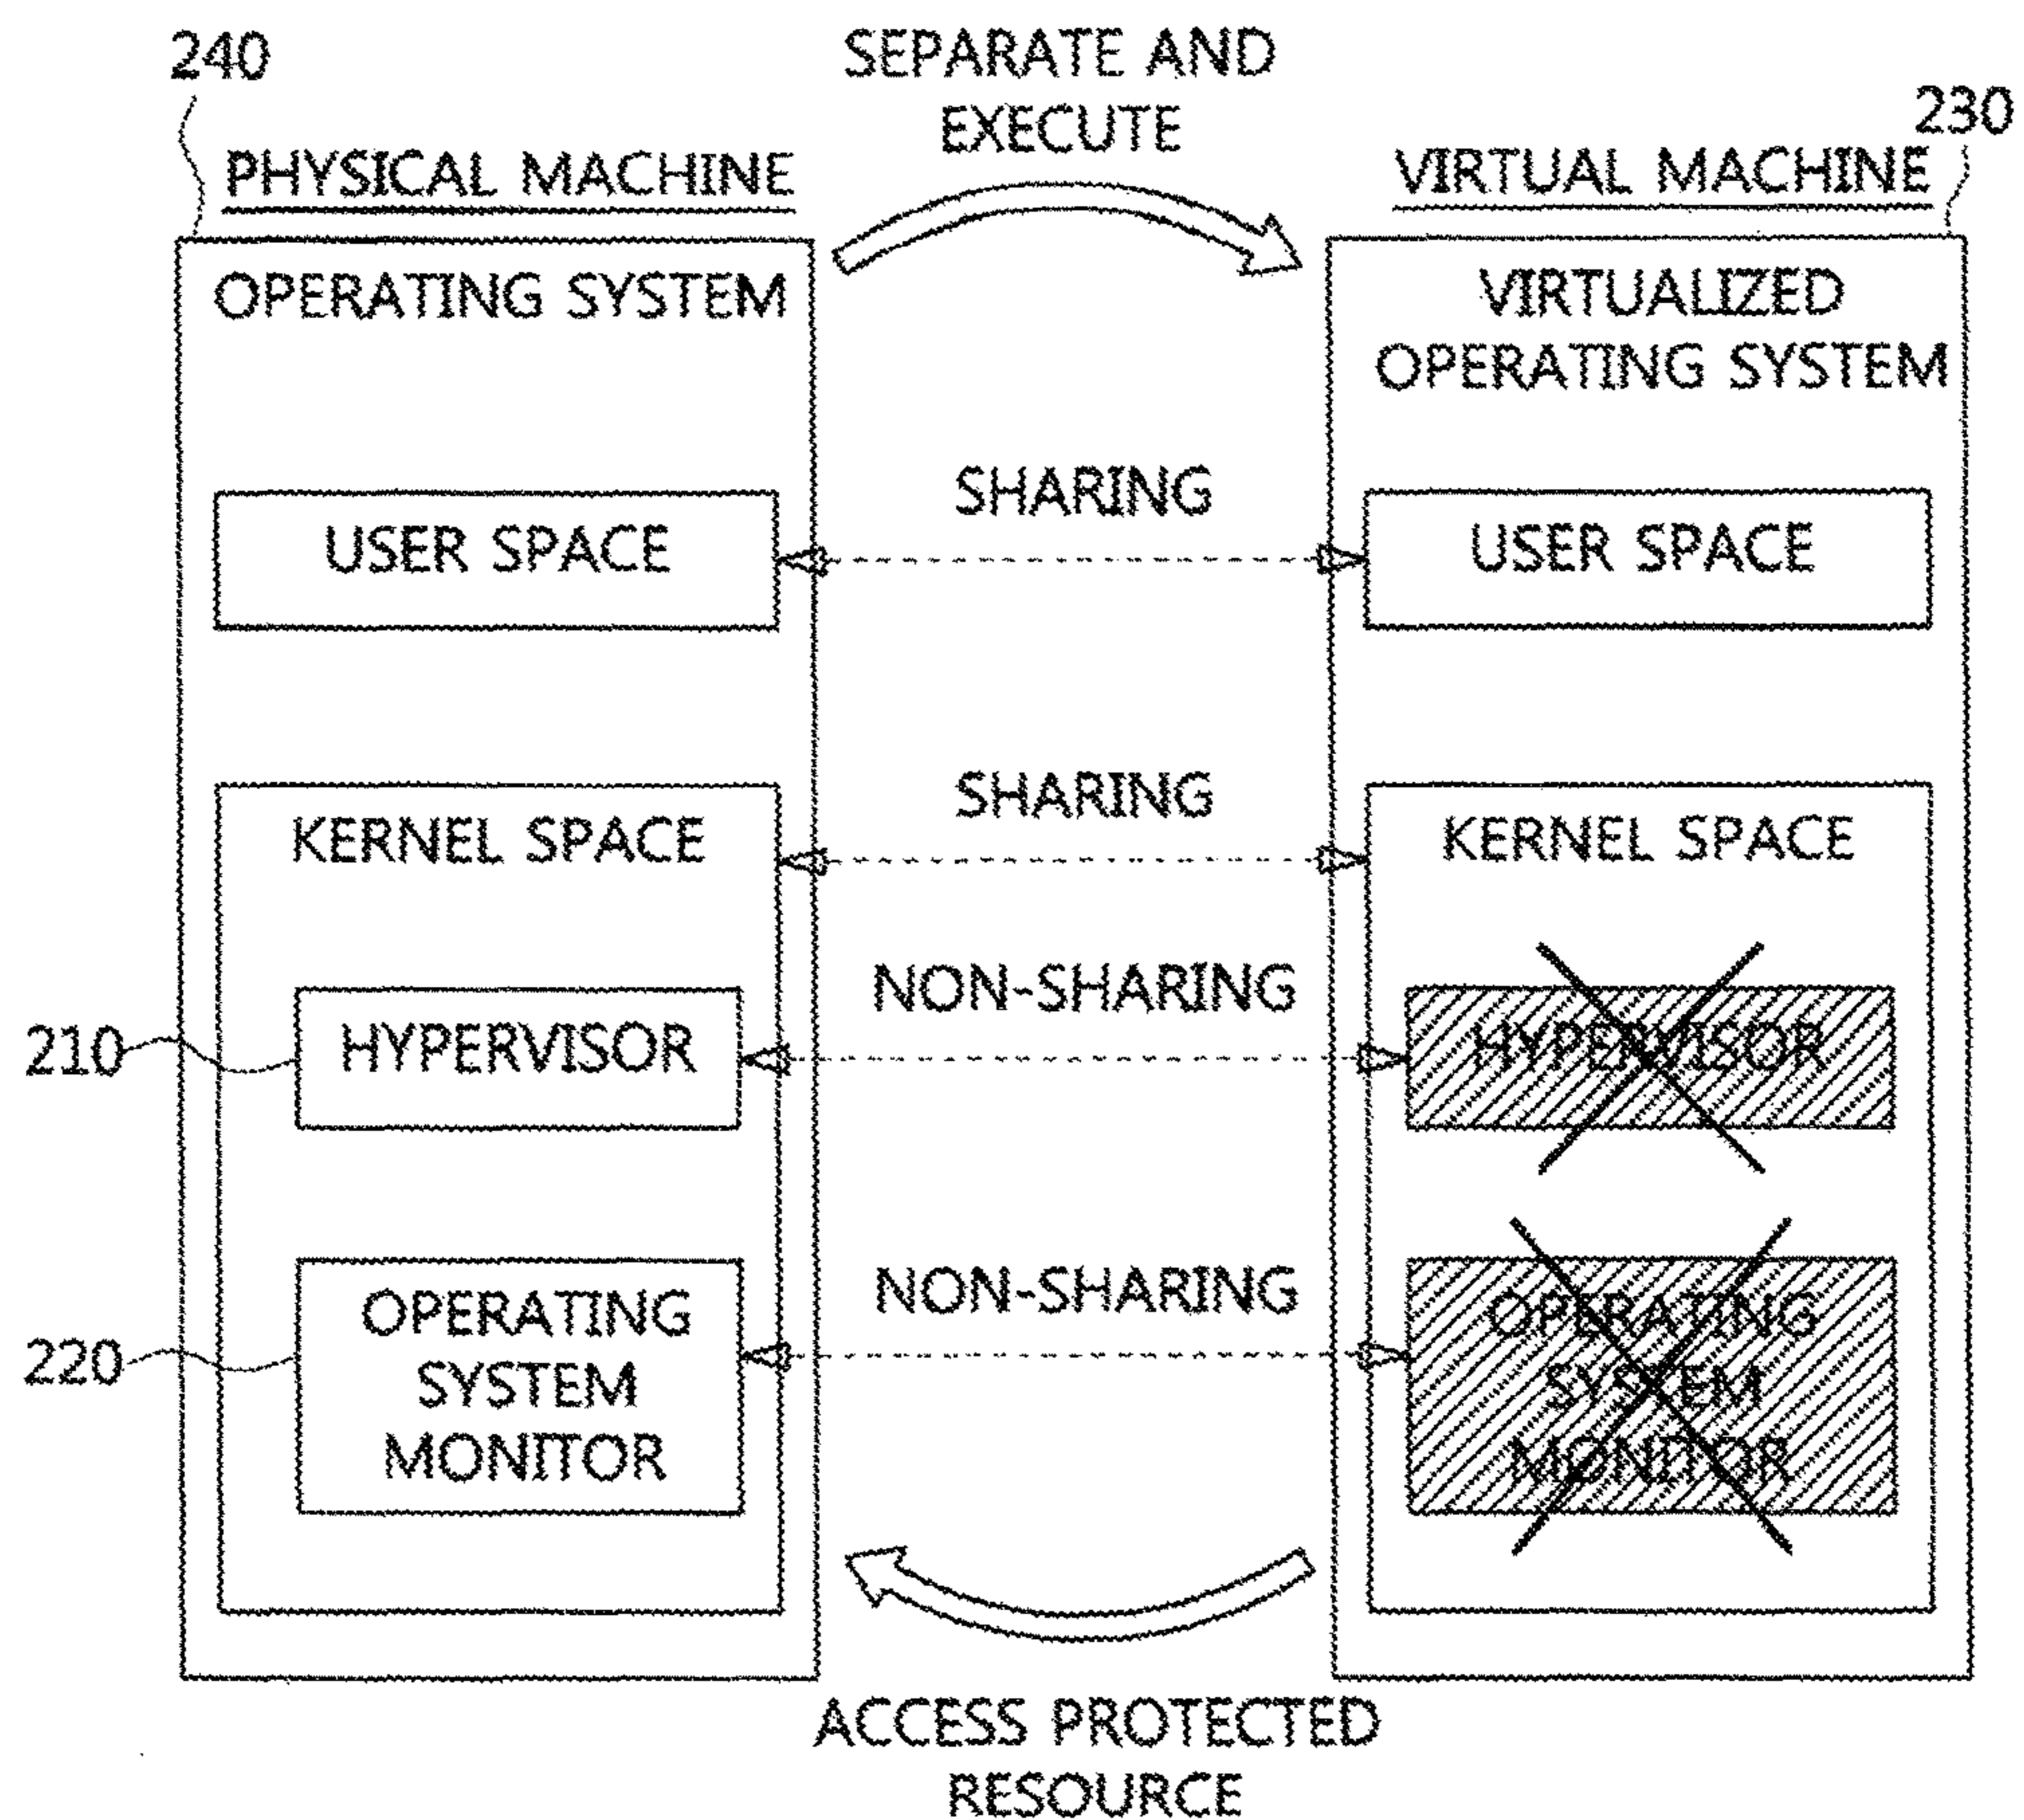 240
SEPARATE AND
EXECUTE
230
PHYSICAL MACHINE
VIRTUAL MACHINE
OPERATING SYSTEM
VIRTUALIZED
OPERATING SYSTEM
SHARING
USER SPACE
USER SPACE
SHARING
KERNEL SPACE
KERNEL SPACE
NON-SHARING
210
HYPERVISOR
HYPERVISOR
NON-SHARING
220
OPERATING
SYSTEM
MONITOR
OPERATING
SYSTEM
MONITOR
ACCESS PROTECTED
RESOURCE